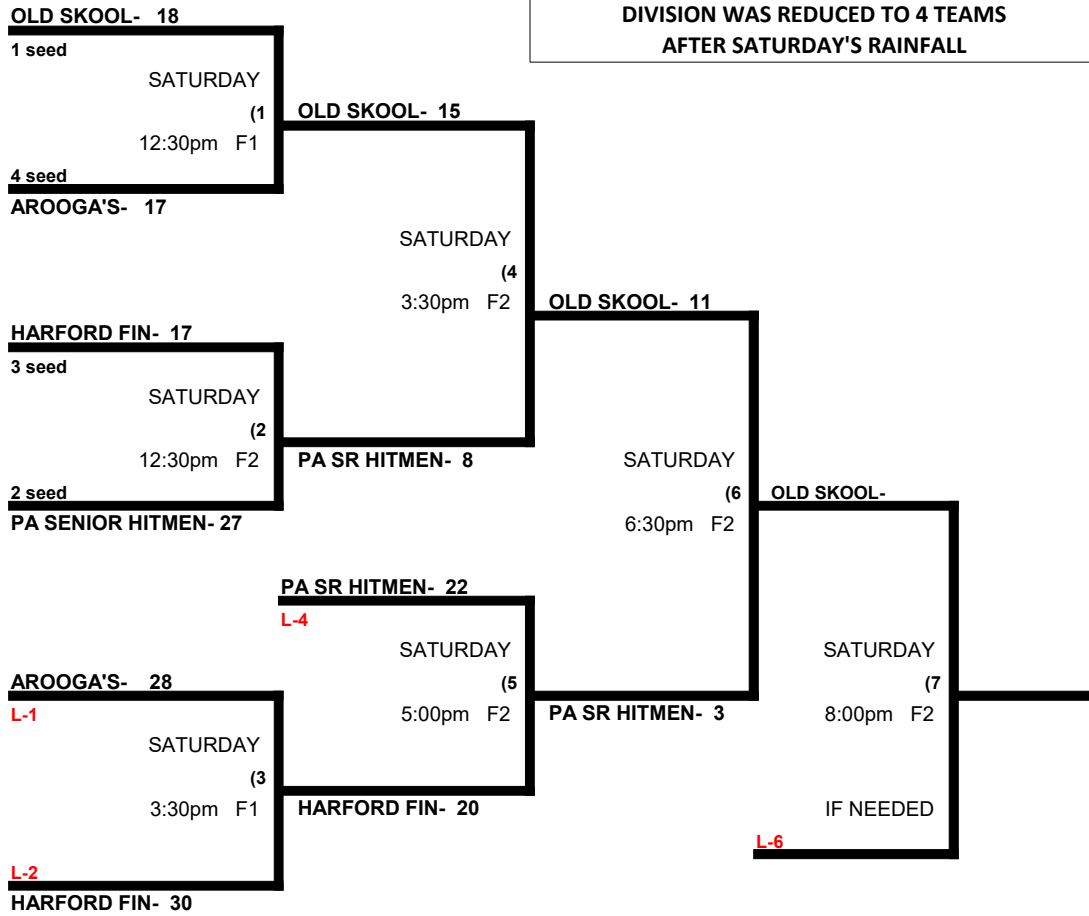 OLD SKOOL- 18
1 seed
DIVISION WAS REDUCED TO 4 TEAMS
AFTER SATURDAY'S RAINFALL
SATURDAY
(1
12:30pm F1
OLD SKOOL- 15
4 seed
AROOGA'S- 17
SATURDAY
(4
3:30pm F2
OLD SKOOL- 11
HARFORD FIN- 17
3 seed
SATURDAY
(2
12:30pm F2
PA SR HITMEN- 8
2 seed
PA SENIOR HITMEN- 27
SATURDAY
(6
6:30pm F2
OLD SKOOL-
PA SR HITMEN- 22
L-4
SATURDAY
(5
5:00pm F2
PA SR HITMEN- 3
AROOGA'S- 28
L-1
SATURDAY
(3
3:30pm F1
HARFORD FIN- 20
L-2
HARFORD FIN- 30
SATURDAY
(7
8:00pm F2
IF NEEDED
L-6